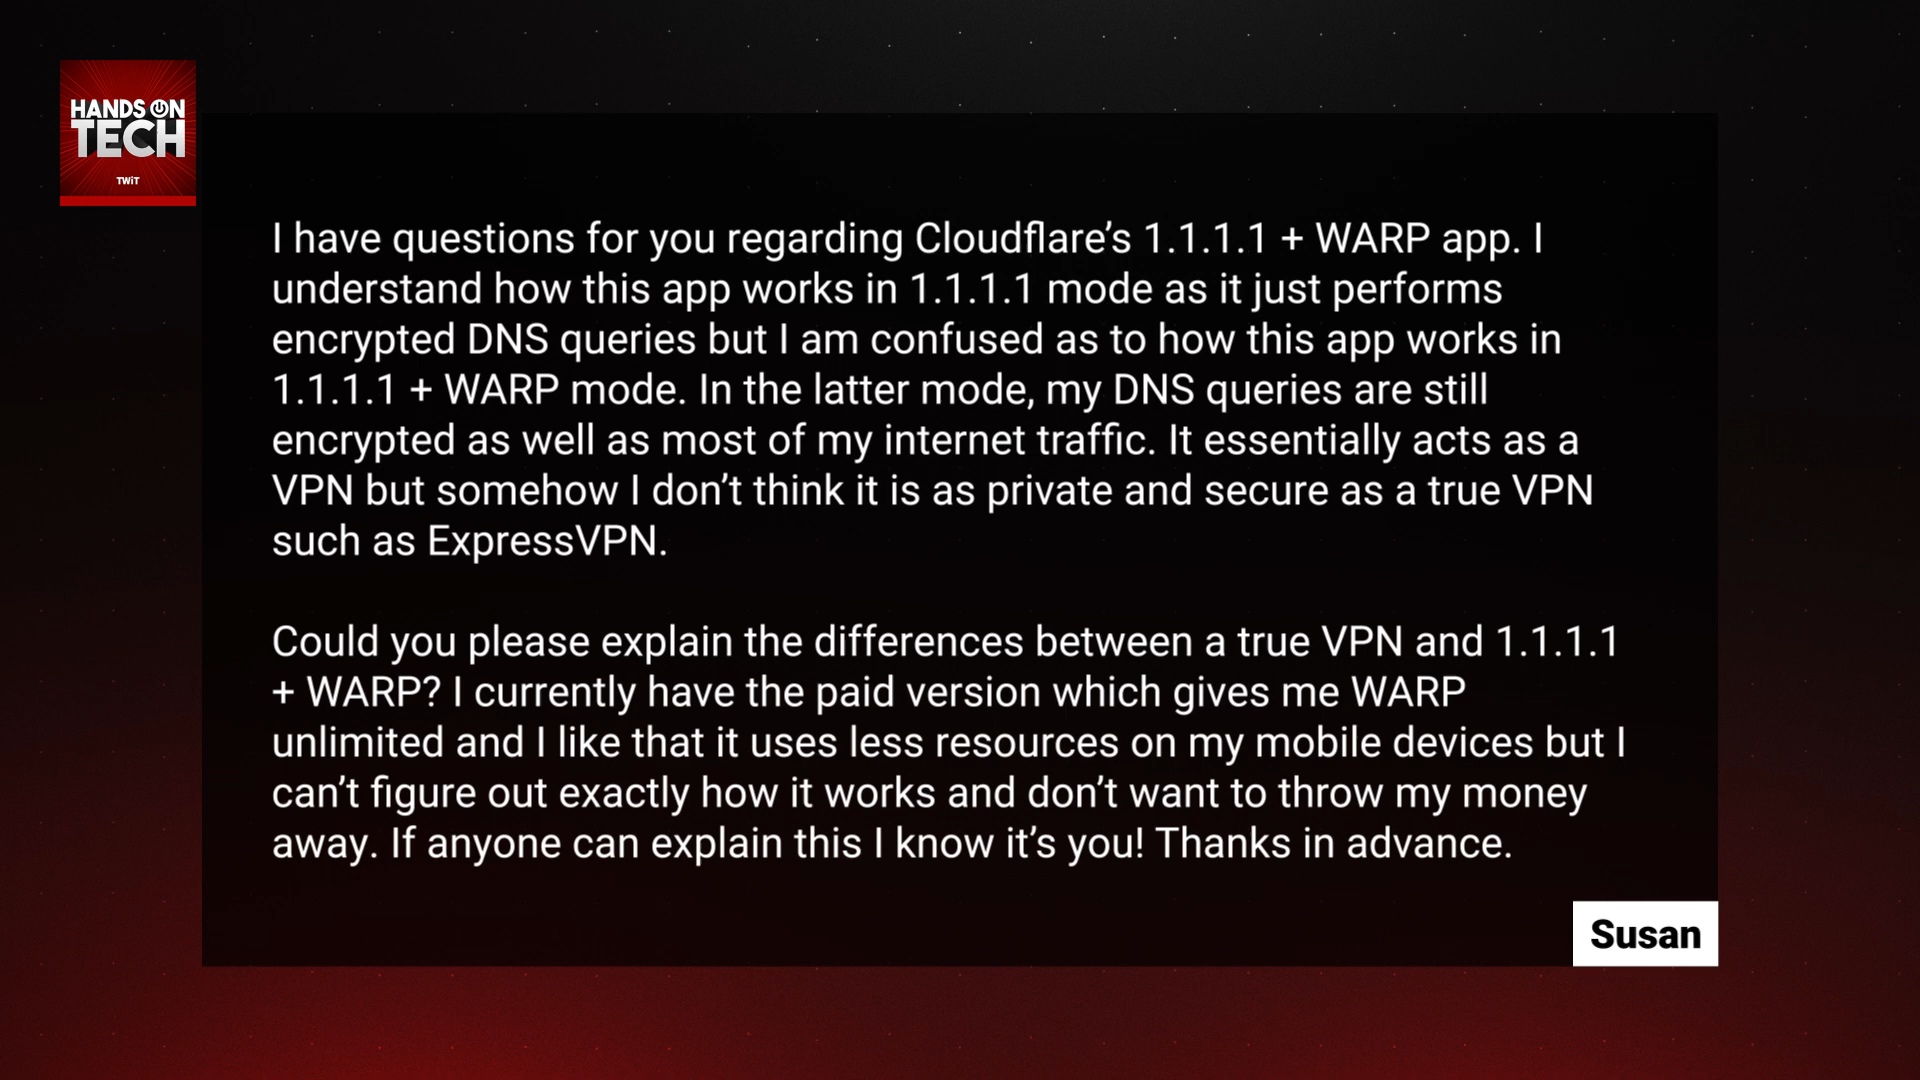 HANDS ON
TECH
TWiT
I have questions for you regarding Cloudflare’s 1.1.1.1 + WARP app. I
understand how this app works in 1.1.1.1 mode as it just performs
encrypted DNS queries but I am confused as to how this app works in
1.1.1.1 + WARP mode. In the latter mode, my DNS queries are still
encrypted as well as most of my internet traffic. It essentially acts as a
VPN but somehow I don’t think it is as private and secure as a true VPN
such as ExpressVPN.
Could you please explain the differences between a true VPN and 1.1.1.1
+ WARP? I currently have the paid version which gives me WARP
unlimited and I like that it uses less resources on my mobile devices but I
can’t figure out exactly how it works and don’t want to throw my money
away. If anyone can explain this I know it’s you! Thanks in advance.
Susan